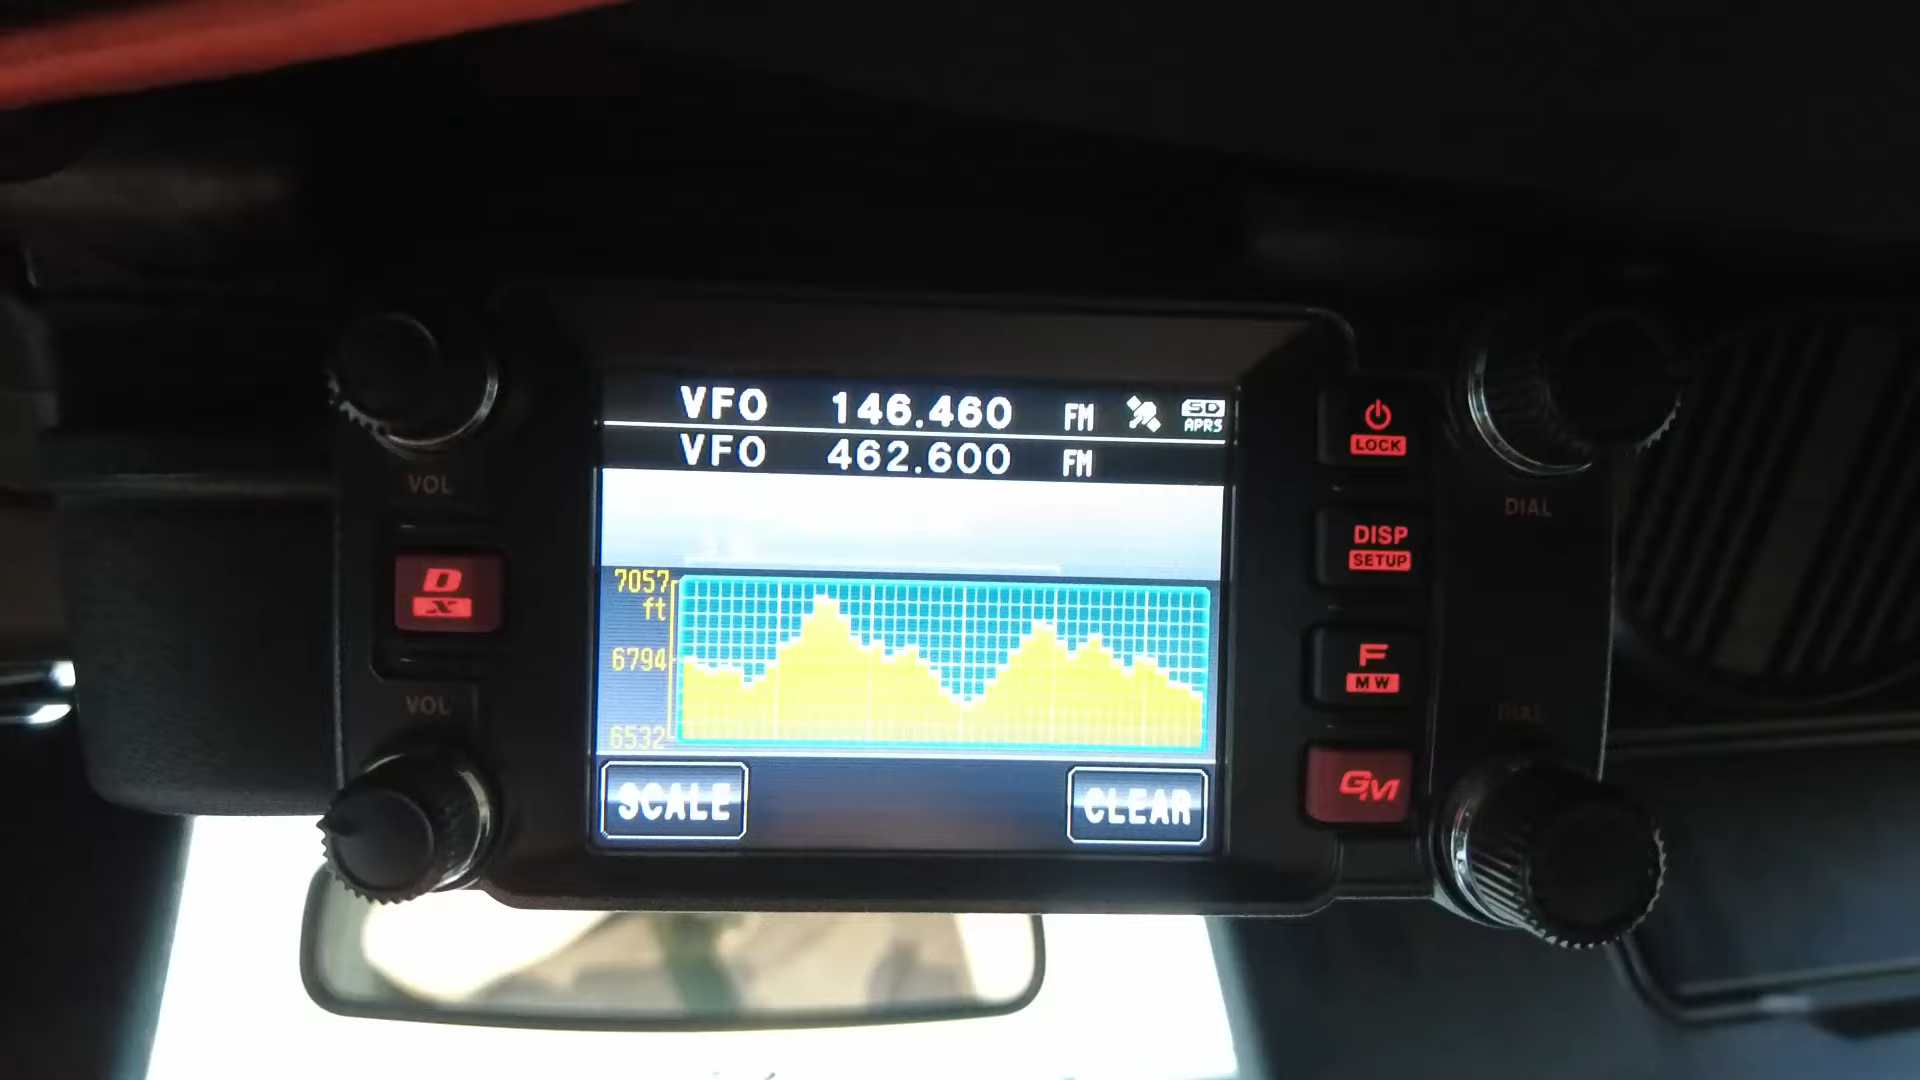 VFO 146.460 FM SD APRS
VFO 462.600 FM
7057
ft
6794
6532
SCALE CLEAR
VOL
D
X
VOL
LOCK
DISP
SETUP
F
MW
GM
DIAL
DIAL